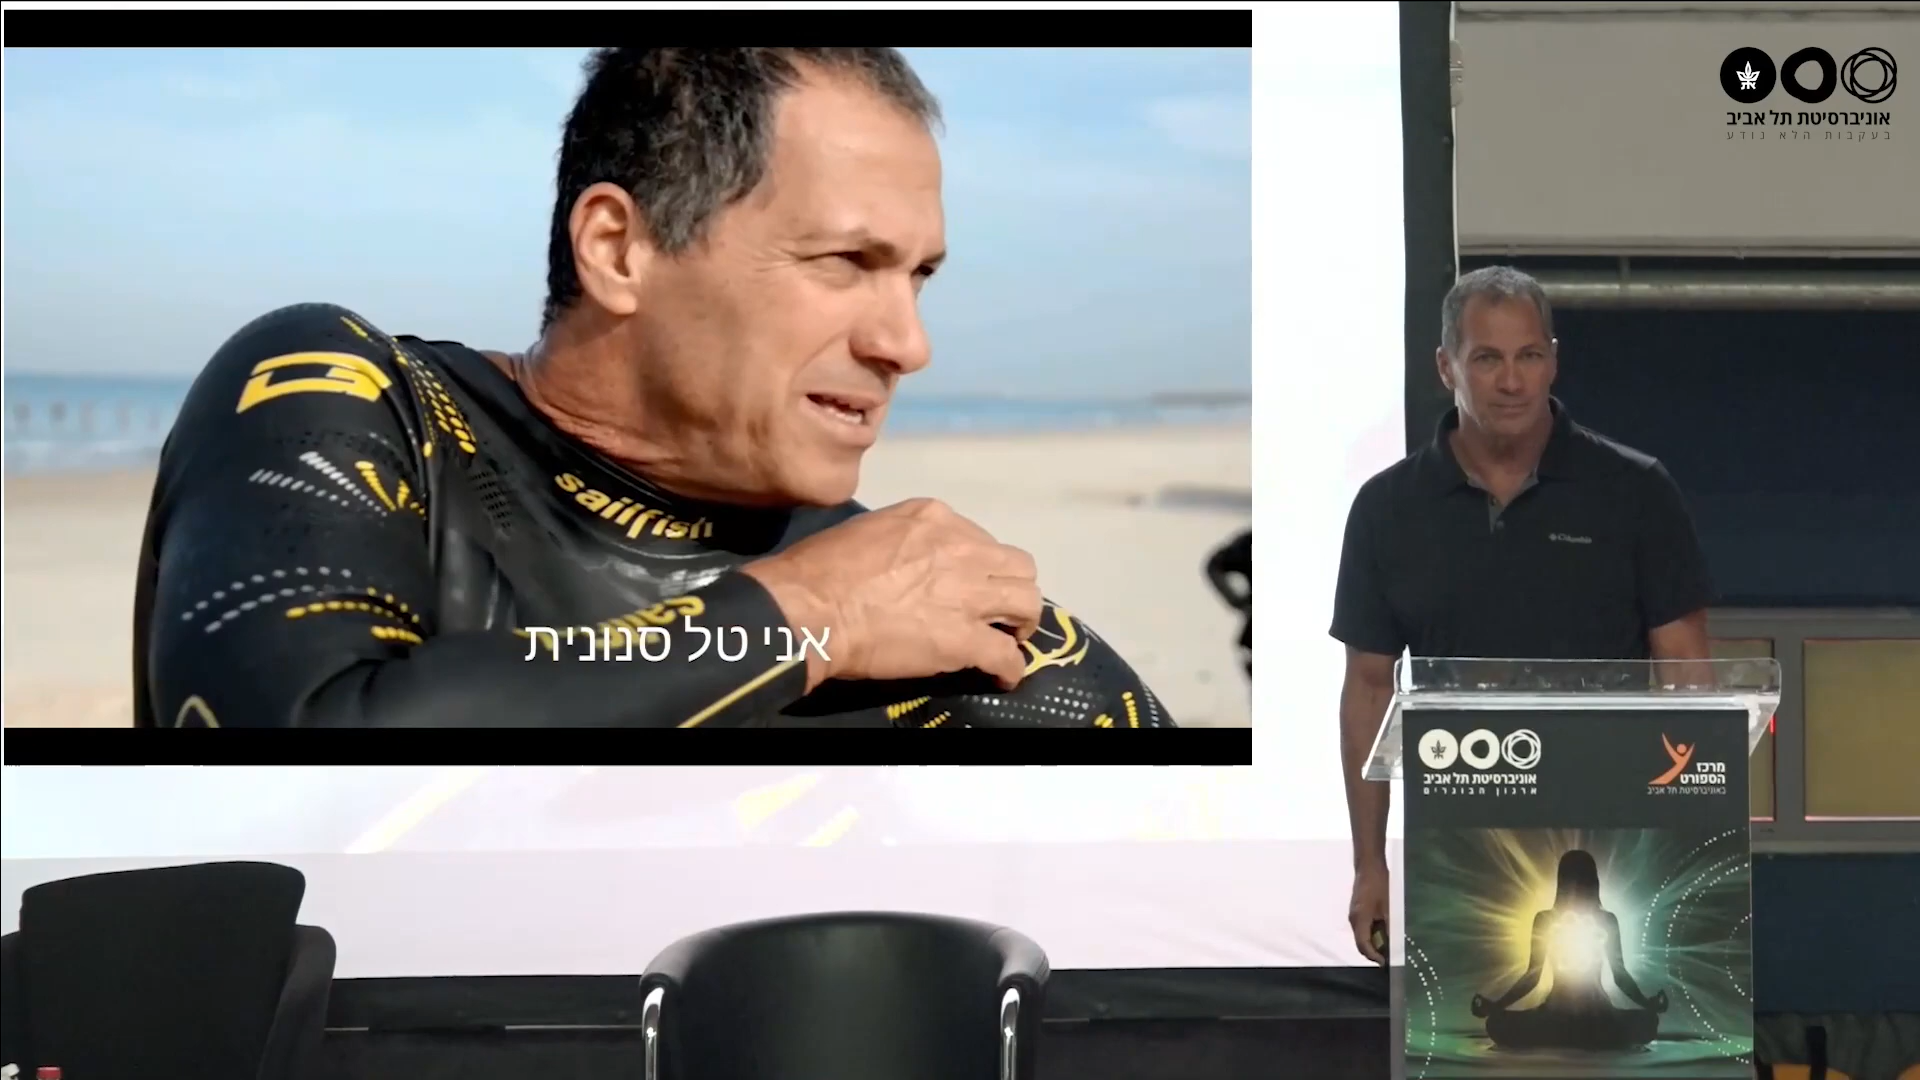 אוניברסיטת תל אביב
בעקבות הלא נודע
sailfish
אני טל סנונית
Columbia
אוניברסיטת תל אביב
ארגון הבוגרים
מרכז
הספורט
באוניברסיטת תל אביב